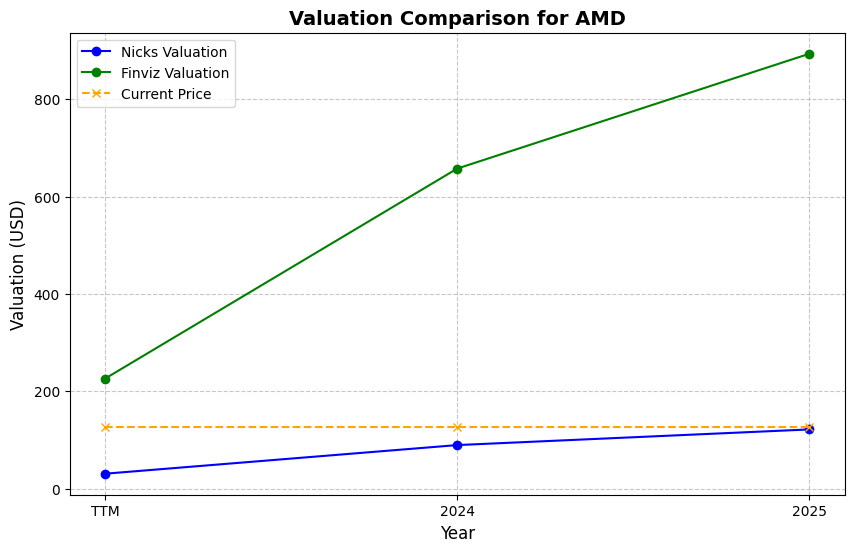 Valuation Comparison for AMD
Nicks Valuation
Finviz Valuation
Current Price
Valuation (USD)
800
600
400
200
0
TTM 2024 2025
Year